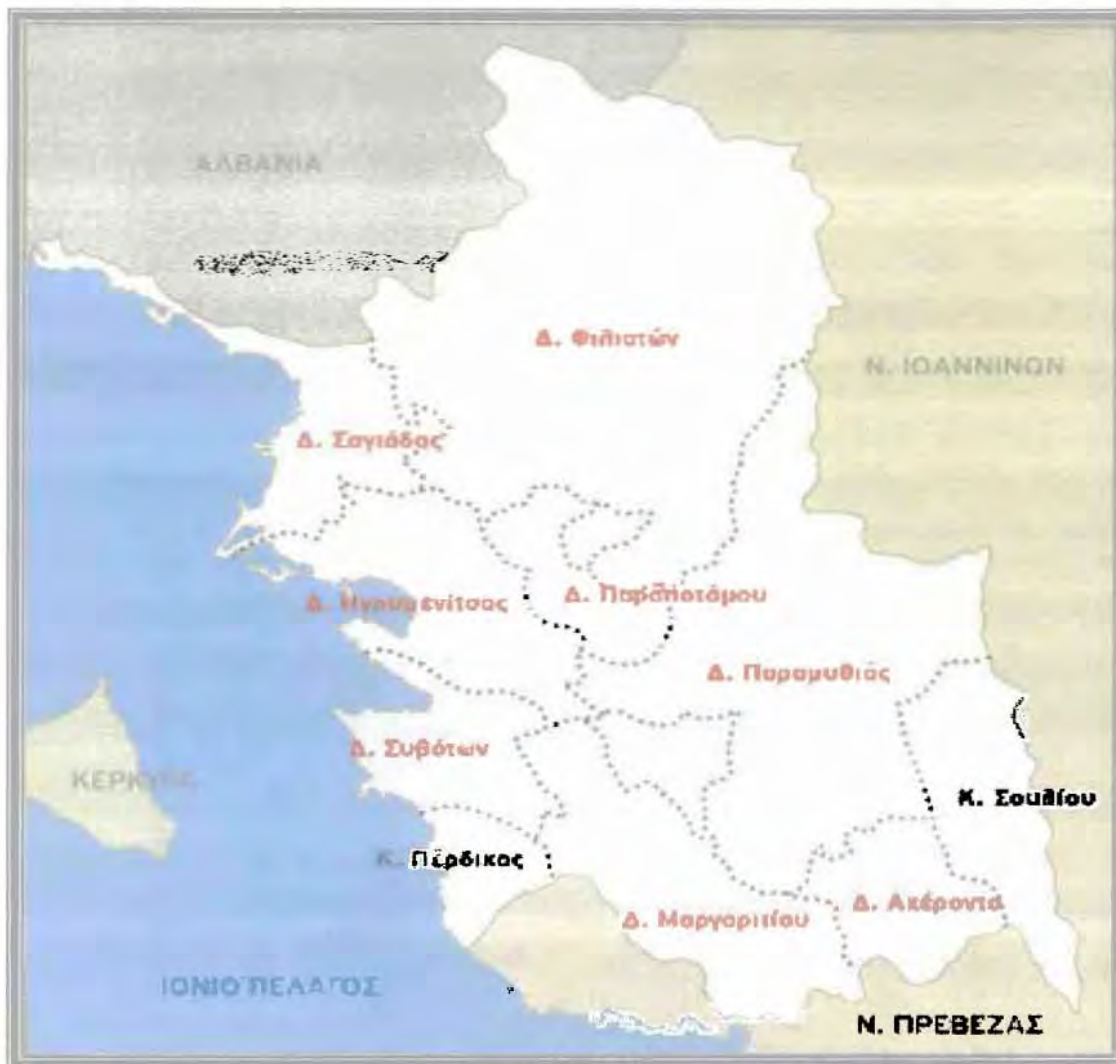 ΑΛΒΑΝΙΑ
Δ. Φιλιατών
Ν. ΙΩΑΝΝΙΝΩΝ
Δ. Σαγιάδας
Δ. Ηγουμενίτσας
Δ. Παραποτάμου
Δ. Παραμυθιάς
Δ. Συβότων
ΚΕΡΚΥΡΑ
Κ. Σουλίου
Κ. Πέρδικας
Δ. Μαργαριτίου
Δ. Αχέροντα
ΙΟΝΙΟ ΠΕΛΑΓΟΣ
Ν. ΠΡΕΒΕΖΑΣ